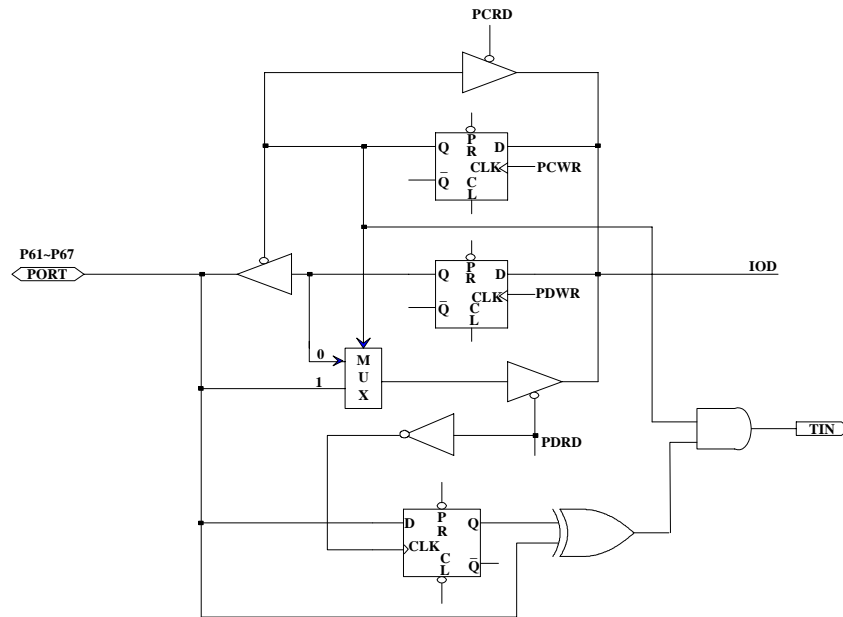 PCRD
Q
P
R
D
CLK
PCWR
Q̅
C
L
P61~P67
PORT
Q
P
R
D
IOD
CLK
PDWR
Q̅
C
L
0
M
U
X
1
PDRD
TIN
D
P
R
Q
CLK
C
L
Q̅